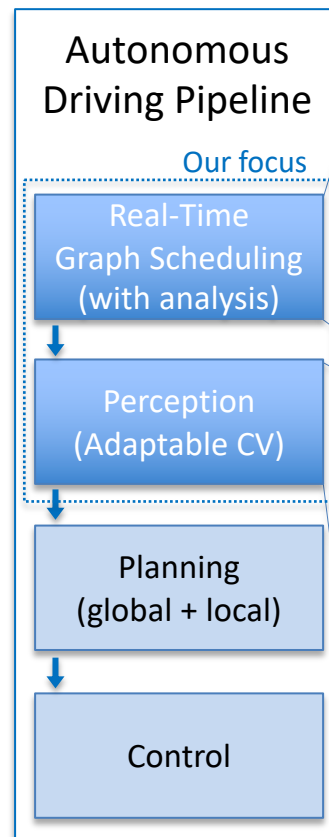 Autonomous
Driving Pipeline
Our focus
Real-Time
Graph Scheduling
(with analysis)
Perception
(Adaptable CV)
Planning
(global + local)
Control